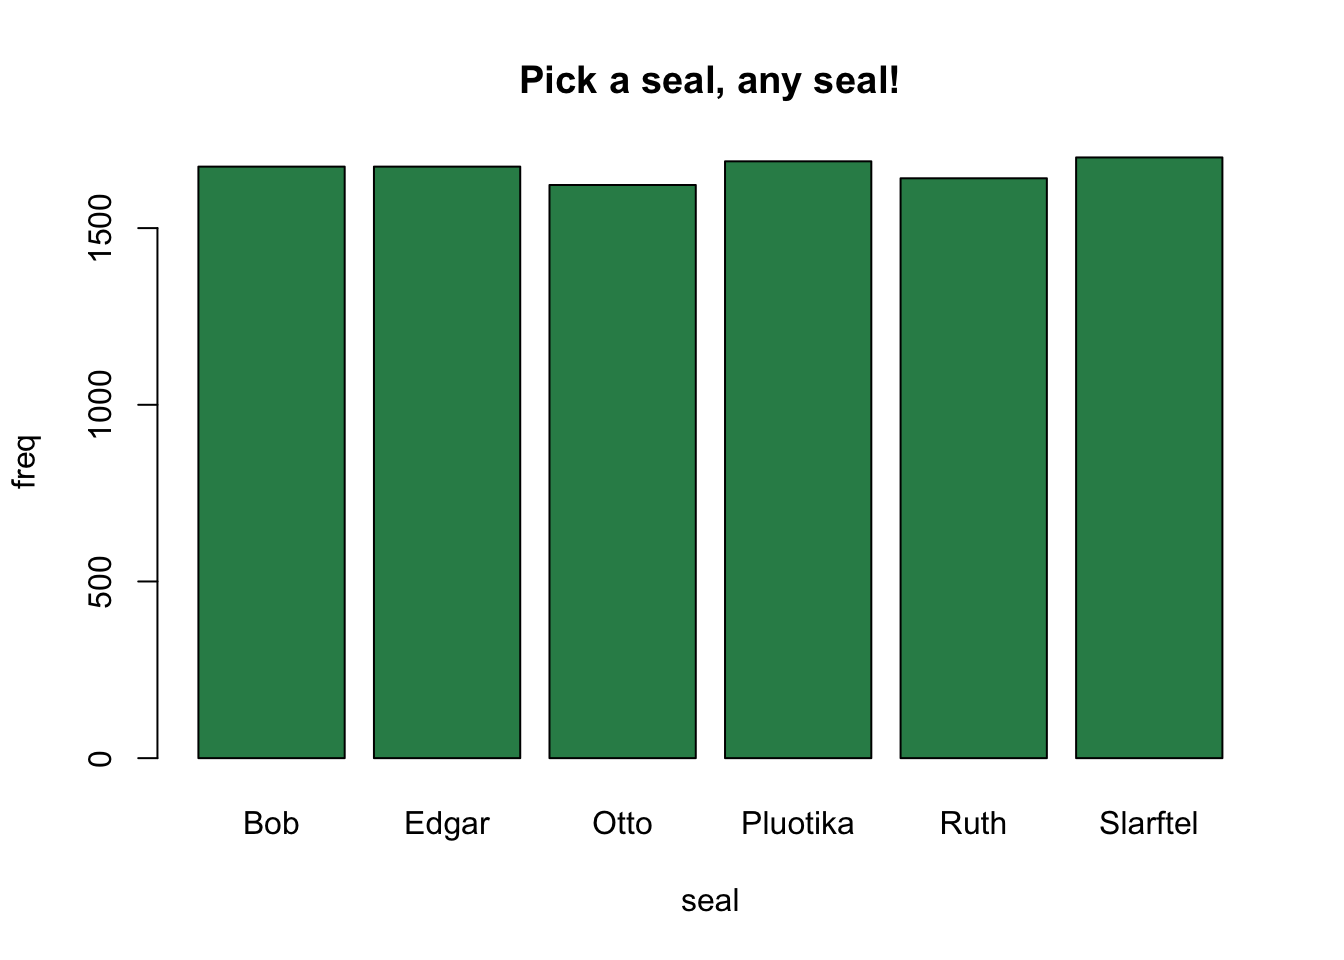 Pick a seal, any seal!
1500
1000
500
0
freq
Bob Edgar Otto Pluotika Ruth Slarftel
seal